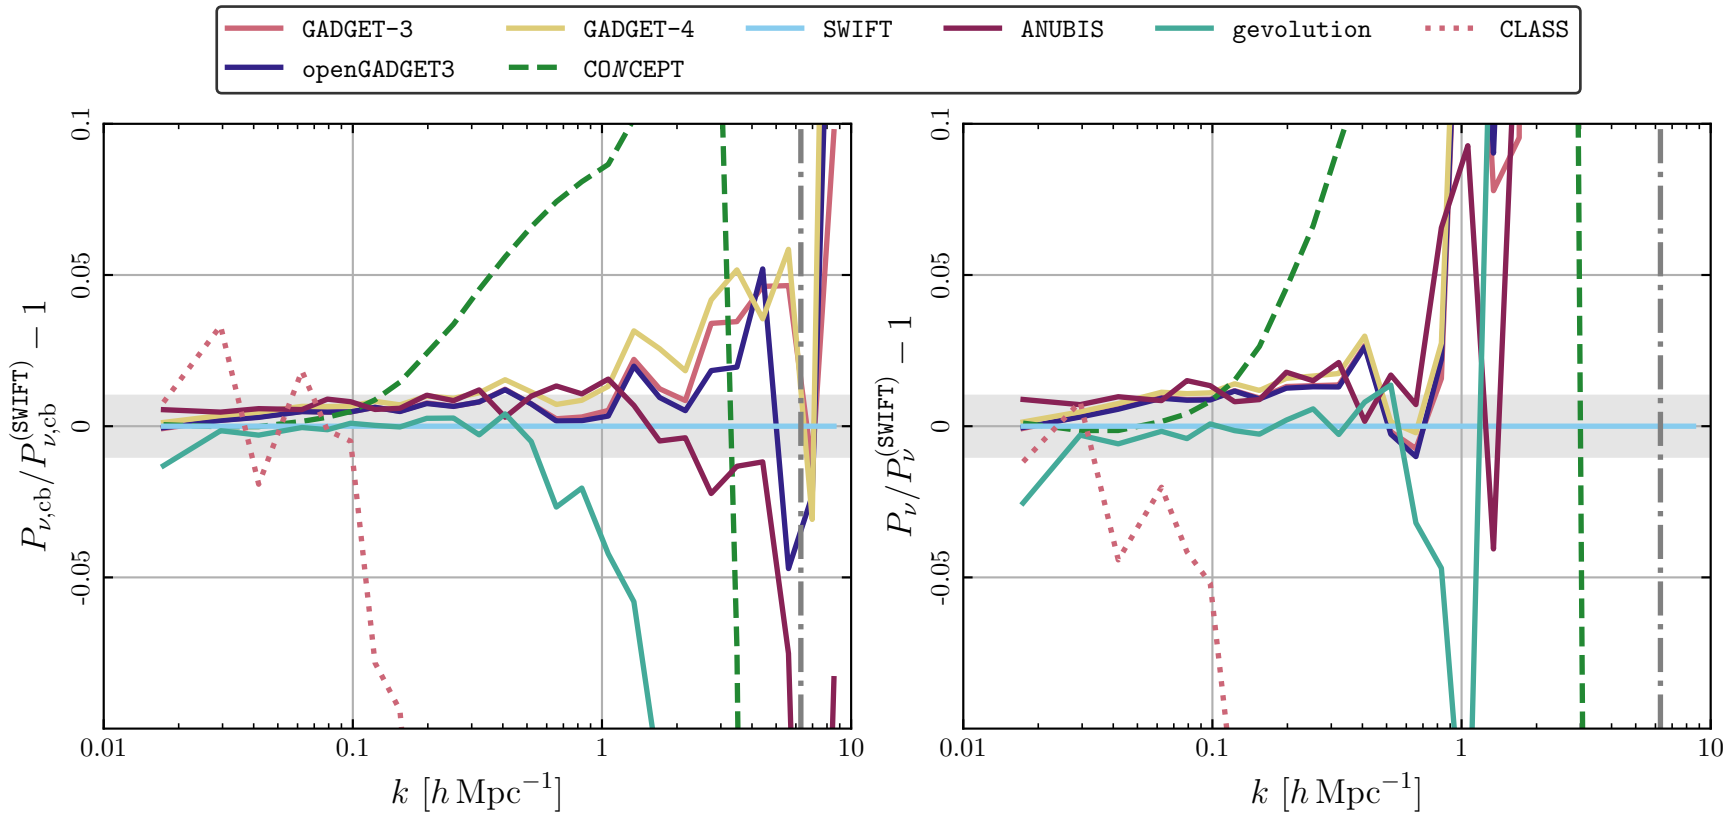 GADGET-3 GADGET-4 SWIFT ANUBIS gevolution CLASS
openGADGET3 CONCEPT
P_{ν,cb}/P_{ν,cb}^{(SWIFT)} − 1
0.1
0.05
0
-0.05
0.01 0.1 1 10
k [h Mpc⁻¹]
P_ν/P_ν^{(SWIFT)} − 1
0.1
0.05
0
-0.05
0.01 0.1 1 10
k [h Mpc⁻¹]